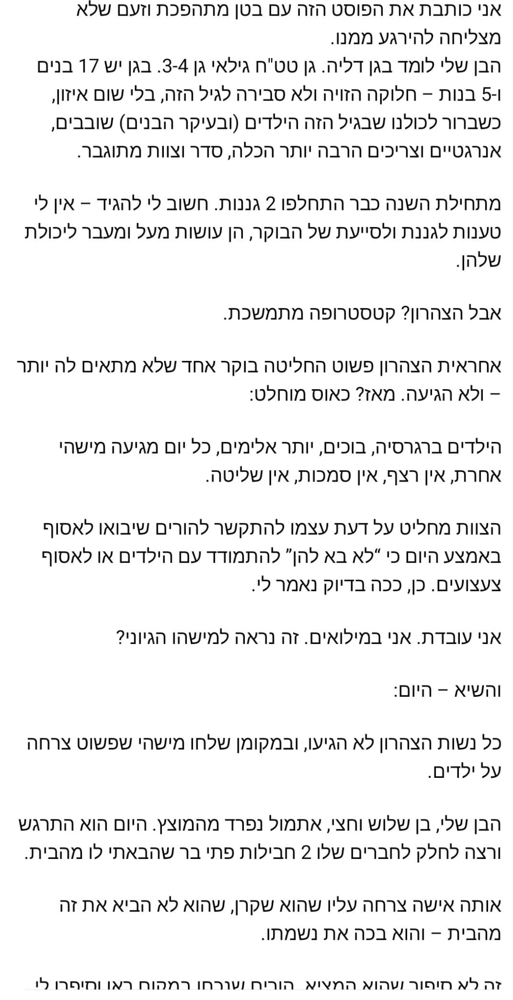 אני כותבת את הפוסט הזה עם בטן מתהפכת וזעם שלא
מצליחה להירגע ממנו.
הבן שלי לומד בגן דליה. גן טט"ח גילאי גן 3-4. בגן יש 17 בנים
ו-5 בנות – חלוקה הזויה ולא סבירה לגיל הזה, בלי שום איזון,
כשברור לכולנו שבגיל הזה הילדים (ובעיקר הבנים) שובבים,
אנרגטיים וצריכים הרבה יותר הכלה, סדר וצוות מתוגבר.
מתחילת השנה כבר התחלפו 2 גננות. חשוב לי להגיד – אין לי
טענות לגננת ולסייעת של הבוקר, הן עושות מעל ומעבר ליכולת
שלהן.
אבל הצהרון? קטסטרופה מתמשכת.
אחראית הצהרון פשוט החליטה בוקר אחד שלא מתאים לה יותר
– ולא הגיעה. מאז? כאוס מוחלט:
הילדים ברגרסיה, בוכים, יותר אלימים, כל יום מגיעה מישהי
אחרת, אין רצף, אין סמכות, אין שליטה.
הצוות מחליט על דעת עצמו להתקשר להורים שיבואו לאסוף
באמצע היום כי “לא בא להן” להתמודד עם הילדים או לאסוף
צעצועים. כן, ככה בדיוק נאמר לי.
אני עובדת. אני במילואים. זה נראה למישהו הגיוני?
והשיא – היום:
כל נשות הצהרון לא הגיעו, ובמקומן שלחו מישהי שפשוט צרחה
על ילדים.
הבן שלי, בן שלוש וחצי, אתמול נפרד מהמוצץ. היום הוא התרגש
ורצה לחלק לחברים שלו 2 חבילות פתי בר שהבאתי לו מהבית.
אותה אישה צרחה עליו שהוא שקרן, שהוא לא הביא את זה
מהבית – והוא בכה את נשמתו.
זה לא סיפור שהוא המציא. הורים שנכחו במקום ראו וסיפרו לי